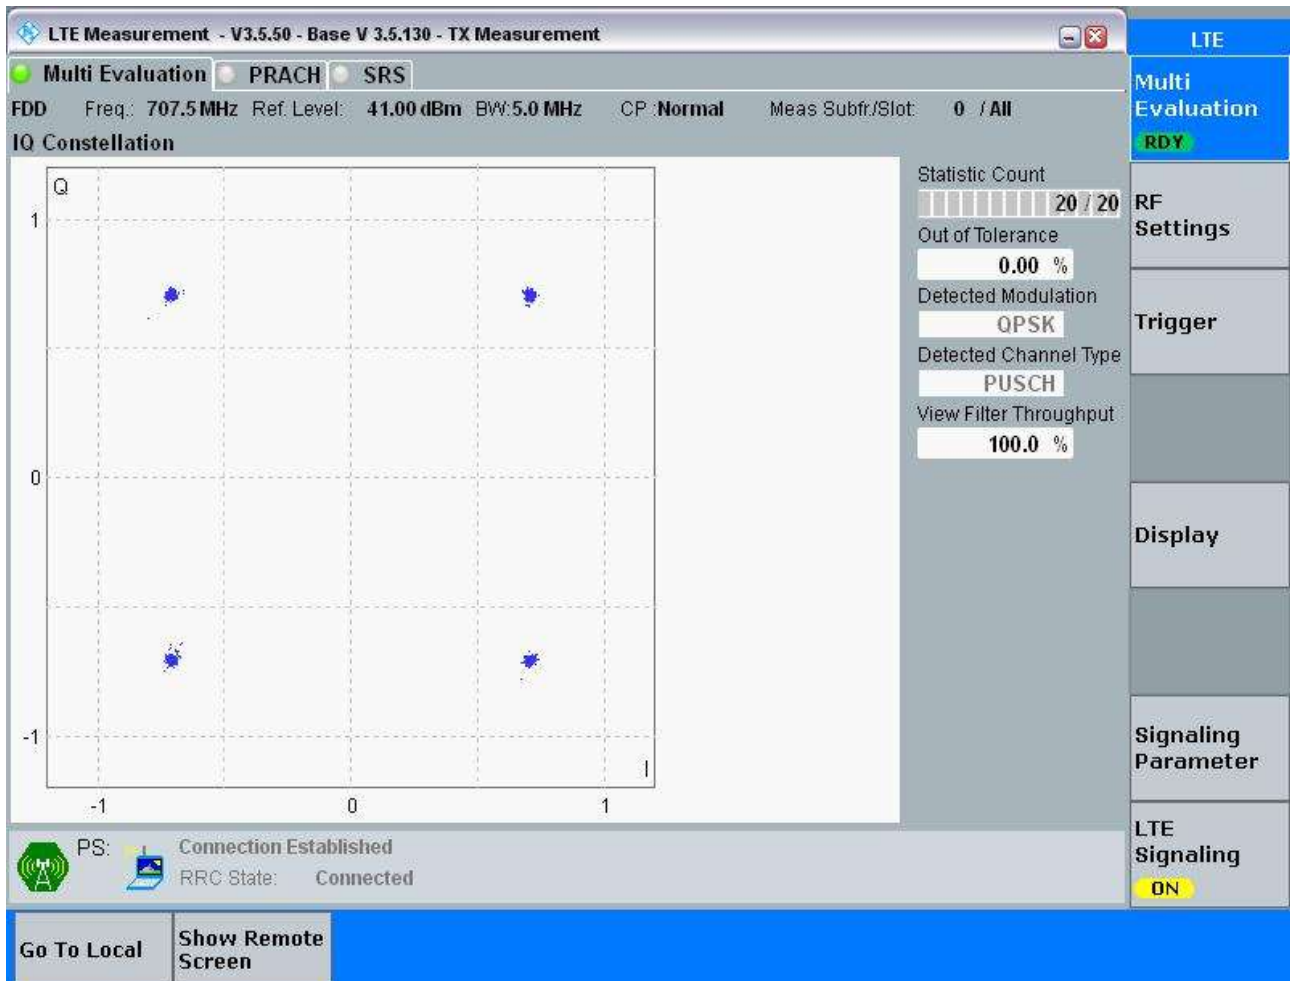 LTE Measurement - V3.5.50 - Base V 3.5.130 - TX Measurement
LTE
Multi Evaluation PRACH SRS
Multi
Evaluation
RDY
FDD Freq.: 707.5 MHz Ref. Level: 41.00 dBm BW:5.0 MHz CP :Normal Meas Subfr./Slot: 0 / All
IQ Constellation
Q
1
0
-1
I
-1 0 1
Statistic Count
20 / 20
Out of Tolerance
0.00 %
Detected Modulation
QPSK
Detected Channel Type
PUSCH
View Filter Throughput
100.0 %
RF
Settings
Trigger
Display
Signaling
Parameter
LTE
Signaling
ON
PS: Connection Established
RRC State: Connected
Go To Local
Show Remote
Screen